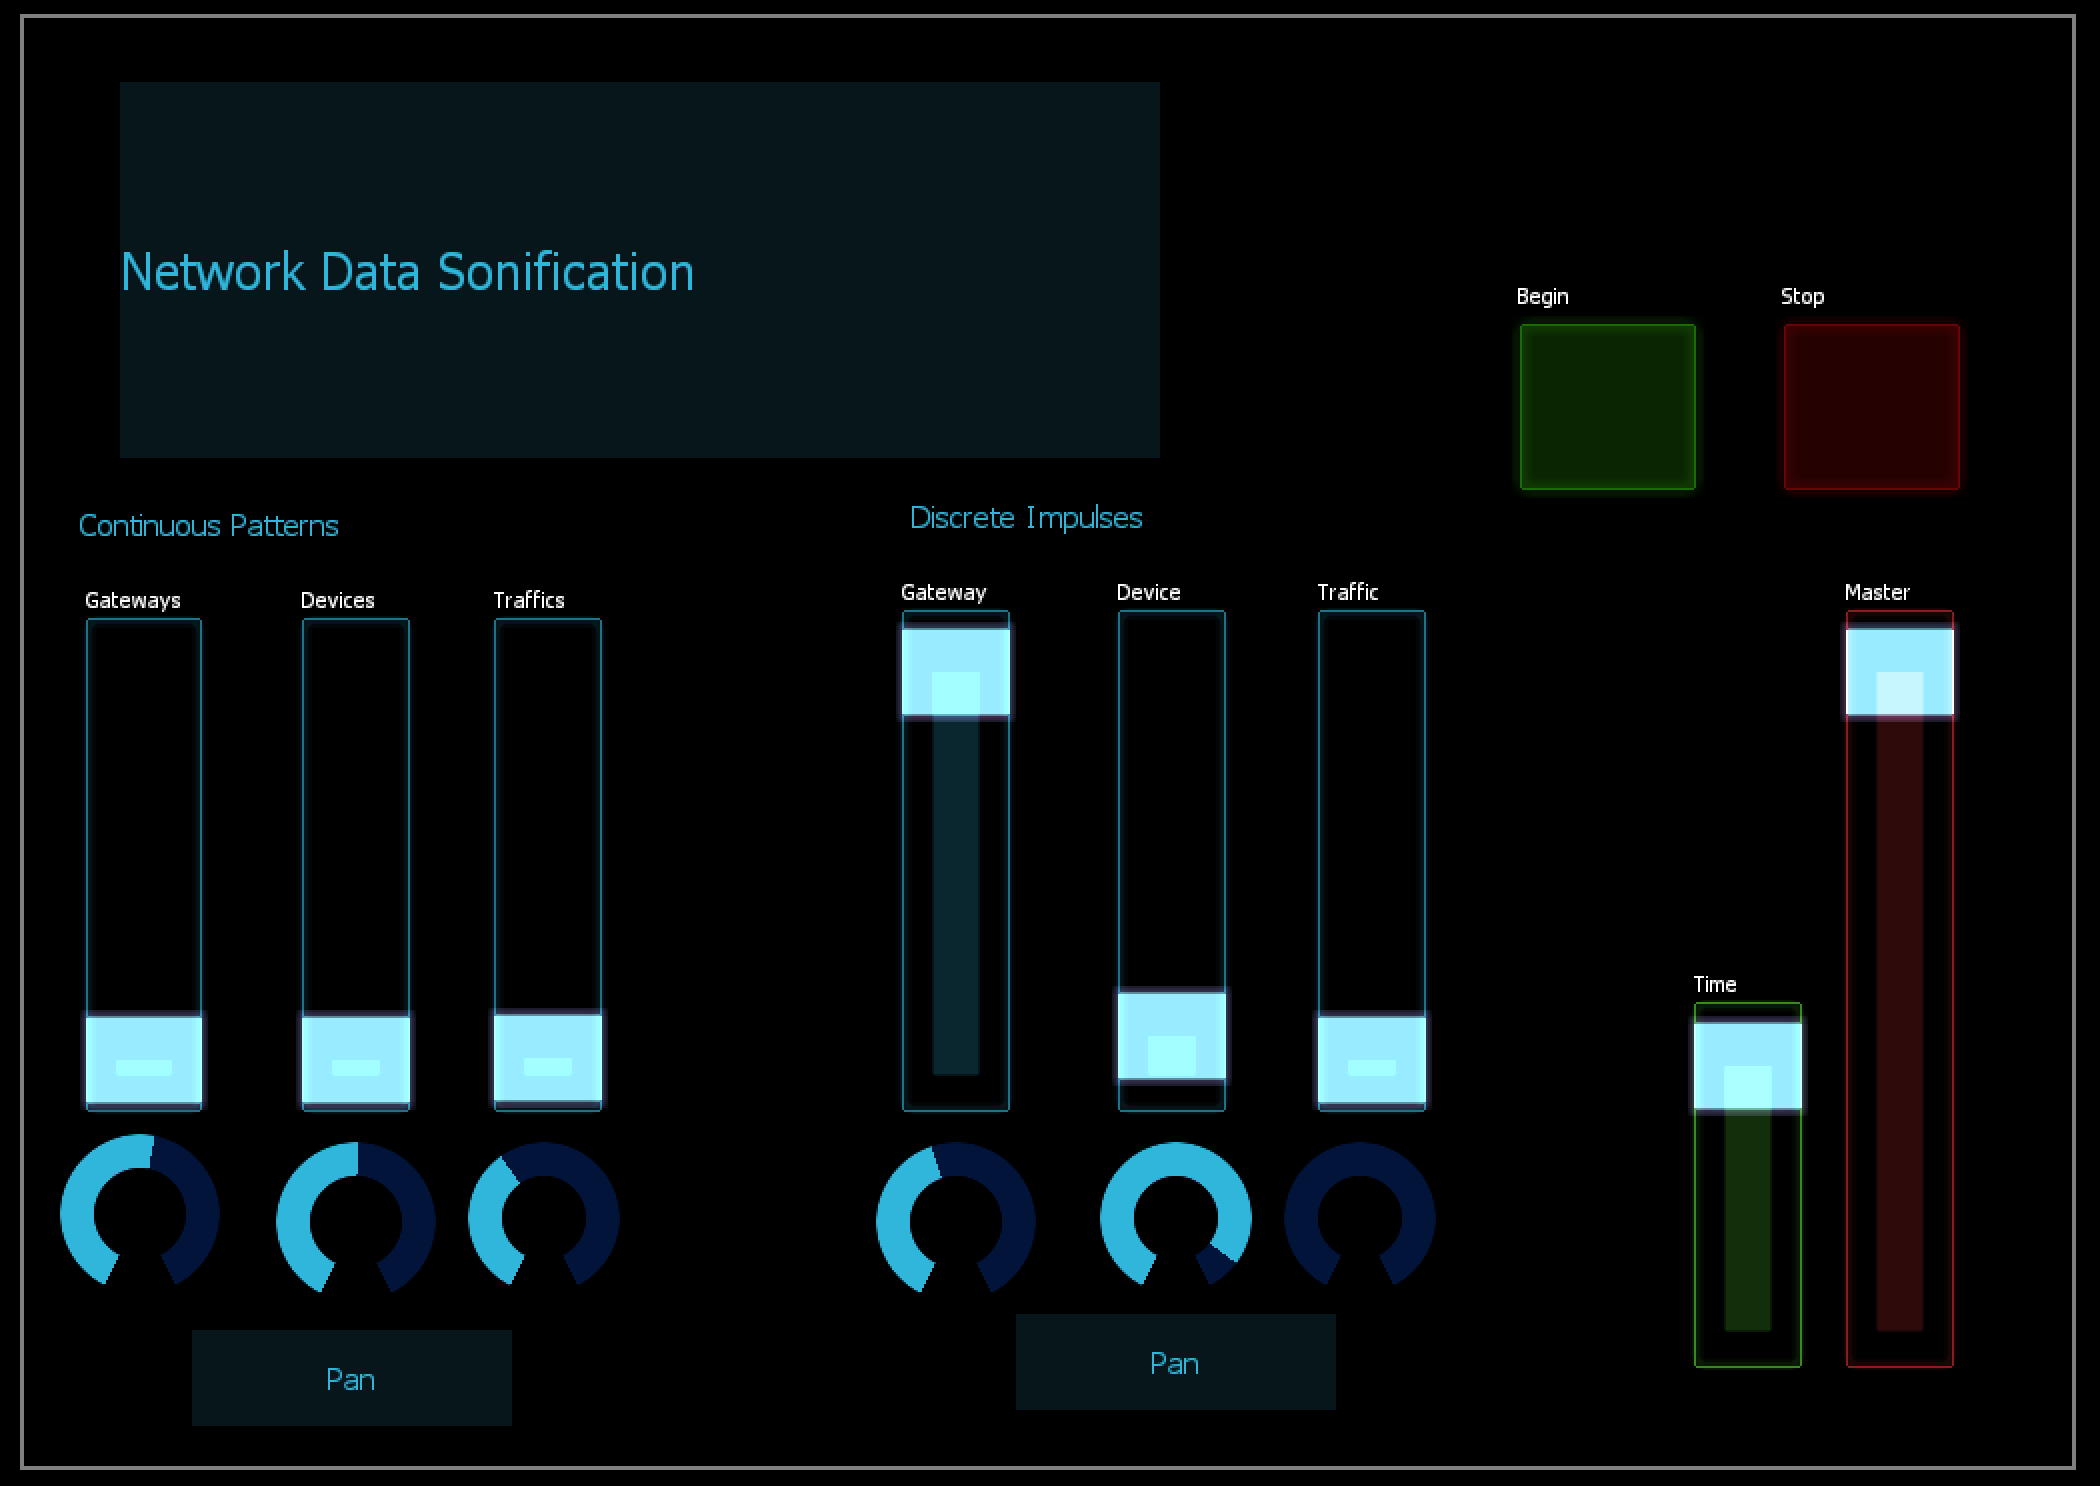 Network Data Sonification
Begin
Stop
Continuous Patterns
Discrete Impulses
Gateways
Devices
Traffics
Gateway
Device
Traffic
Master
Time
Pan
Pan